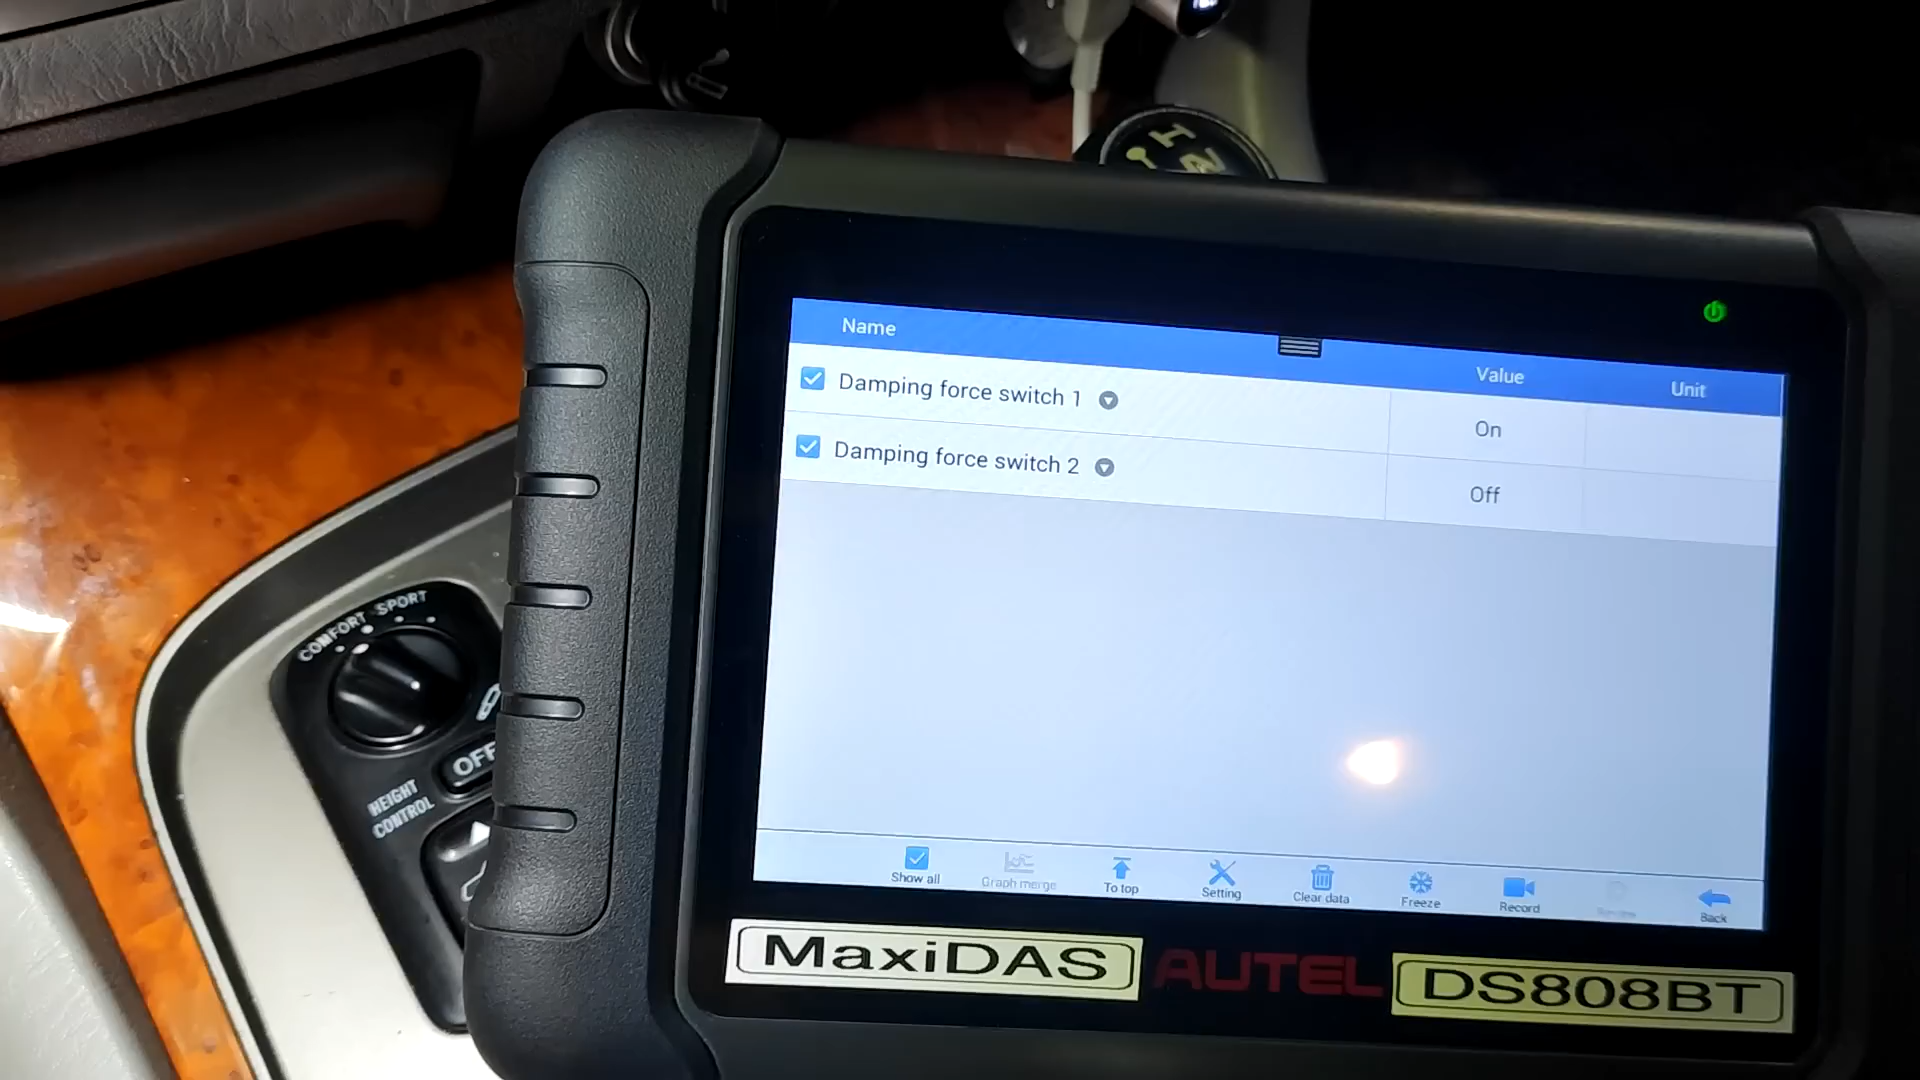 Name Value Unit
Damping force switch 1 On
Damping force switch 2 Off
Show all Graph merge To top Setting Clear data Freeze Record Back
MaxiDAS AUTEL DS808BT
COMFORT SPORT
OFF
HEIGHT
CONTROL
H